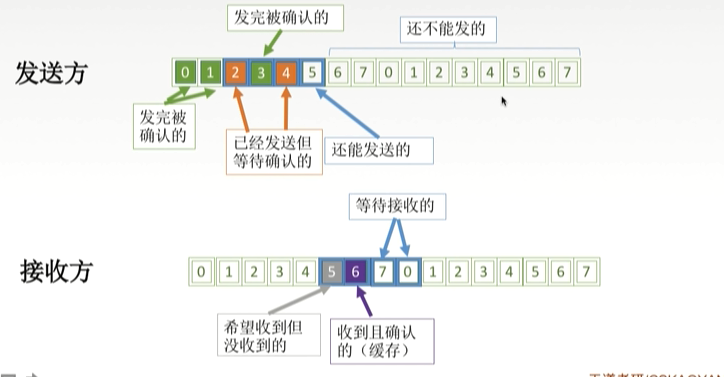 发完被确认的
还不能发的
发送方
0 1 2 3 4 5 6 7 0 1 2 3 4 5 6 7
发完被
确认的
已经发送但
等待确认的
还能发送的
等待接收的
接收方
0 1 2 3 4 5 6 7 0 1 2 3 4 5 6 7
希望收到但
没收到的
收到且确认
的（缓存）